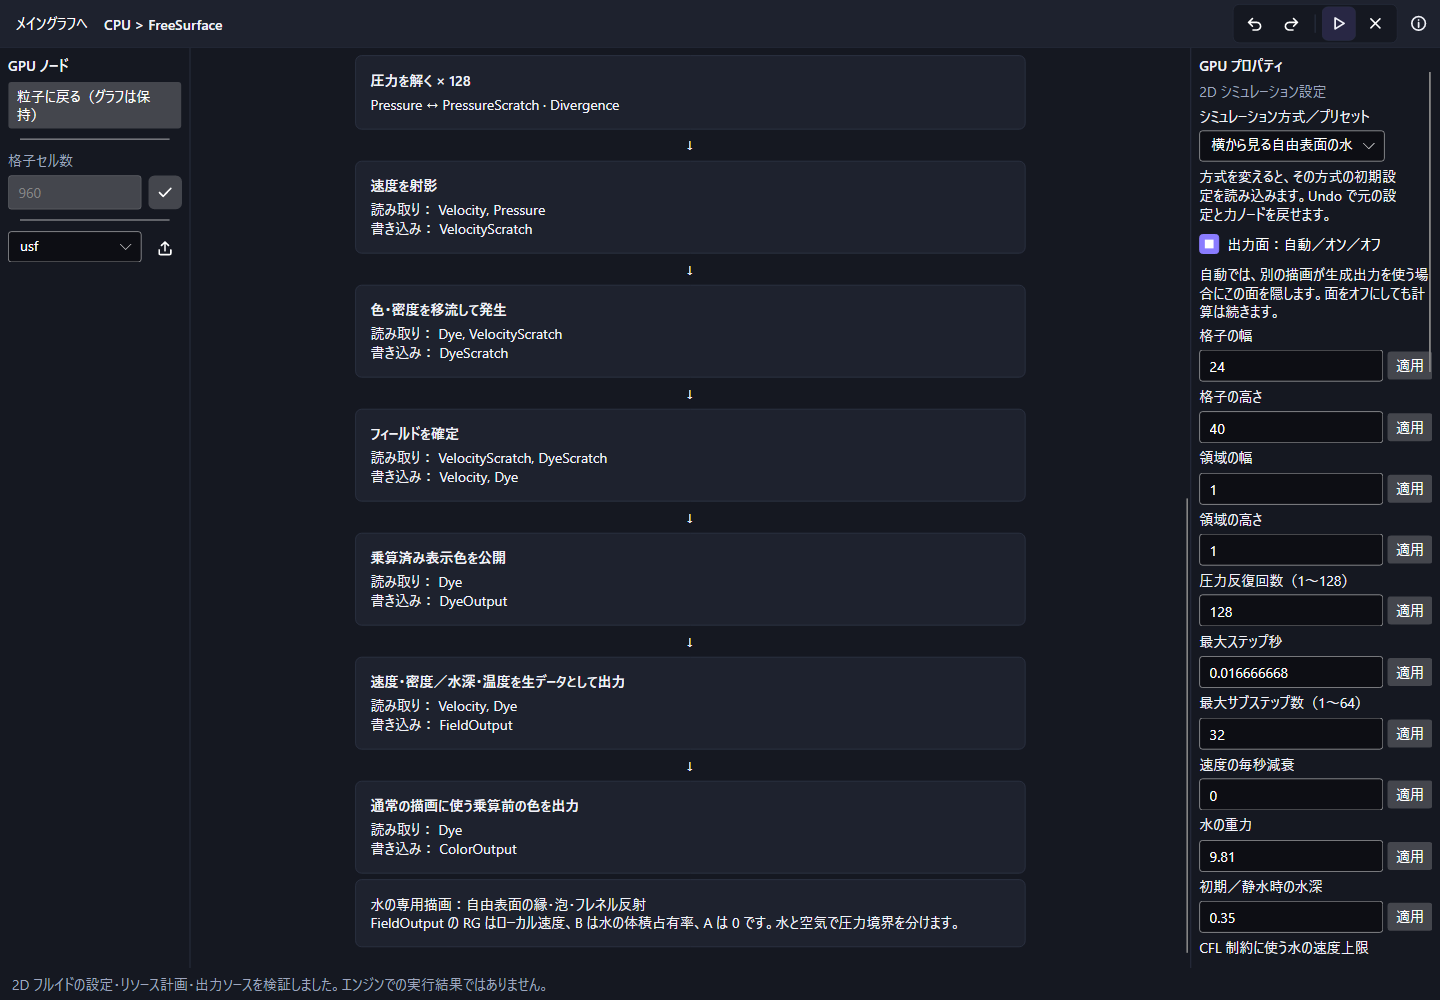 メイングラフへ CPU > FreeSurface
GPU ノード
粒子に戻る（グラフは保
持）
格子セル数
960
usf
圧力を解く × 128
Pressure ↔ PressureScratch · Divergence
↓
速度を射影
読み取り： Velocity, Pressure
書き込み： VelocityScratch
↓
色・密度を移流して発生
読み取り： Dye, VelocityScratch
書き込み： DyeScratch
↓
フィールドを確定
読み取り： VelocityScratch, DyeScratch
書き込み： Velocity, Dye
↓
乗算済み表示色を公開
読み取り： Dye
書き込み： DyeOutput
↓
速度・密度／水深・温度を生データとして出力
読み取り： Velocity, Dye
書き込み： FieldOutput
↓
通常の描画に使う乗算前の色を出力
読み取り： Dye
書き込み： ColorOutput
水の専用描画：自由表面の縁・泡・フレネル反射
FieldOutput の RG はローカル速度、B は水の体積占有率、A は 0 です。水と空気で圧力境界を分けます。
GPU プロパティ
2D シミュレーション設定
シミュレーション方式／プリセット
横から見る自由表面の水
方式を変えると、その方式の初期設
定を読み込みます。Undo で元の設
定と力ノードを戻せます。
出力面：自動／オン／オフ
自動では、別の描画が生成出力を使う場
合にこの面を隠します。面をオフにしても計
算は続きます。
格子の幅
24 適用
格子の高さ
40 適用
領域の幅
1 適用
領域の高さ
1 適用
圧力反復回数（1～128）
128 適用
最大ステップ秒
0.016666668 適用
最大サブステップ数（1～64）
32 適用
速度の毎秒減衰
0 適用
水の重力
9.81 適用
初期／静水時の水深
0.35 適用
CFL 制約に使う水の速度上限
2D フルイドの設定・リソース計画・出力ソースを検証しました。エンジンでの実行結果ではありません。